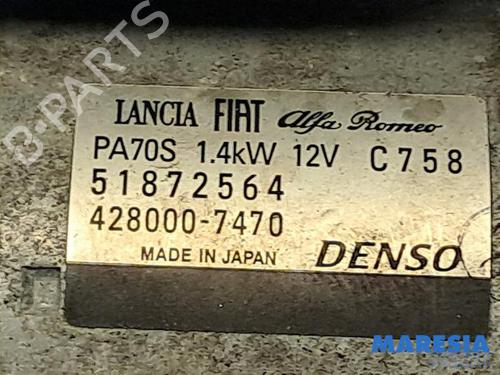 LANCIA FIAT Alfa Romeo
PA70S 1.4kW 12V C758
51872564
428000-7470
MADE IN JAPAN DENSO
B-PARTS
MARESIA